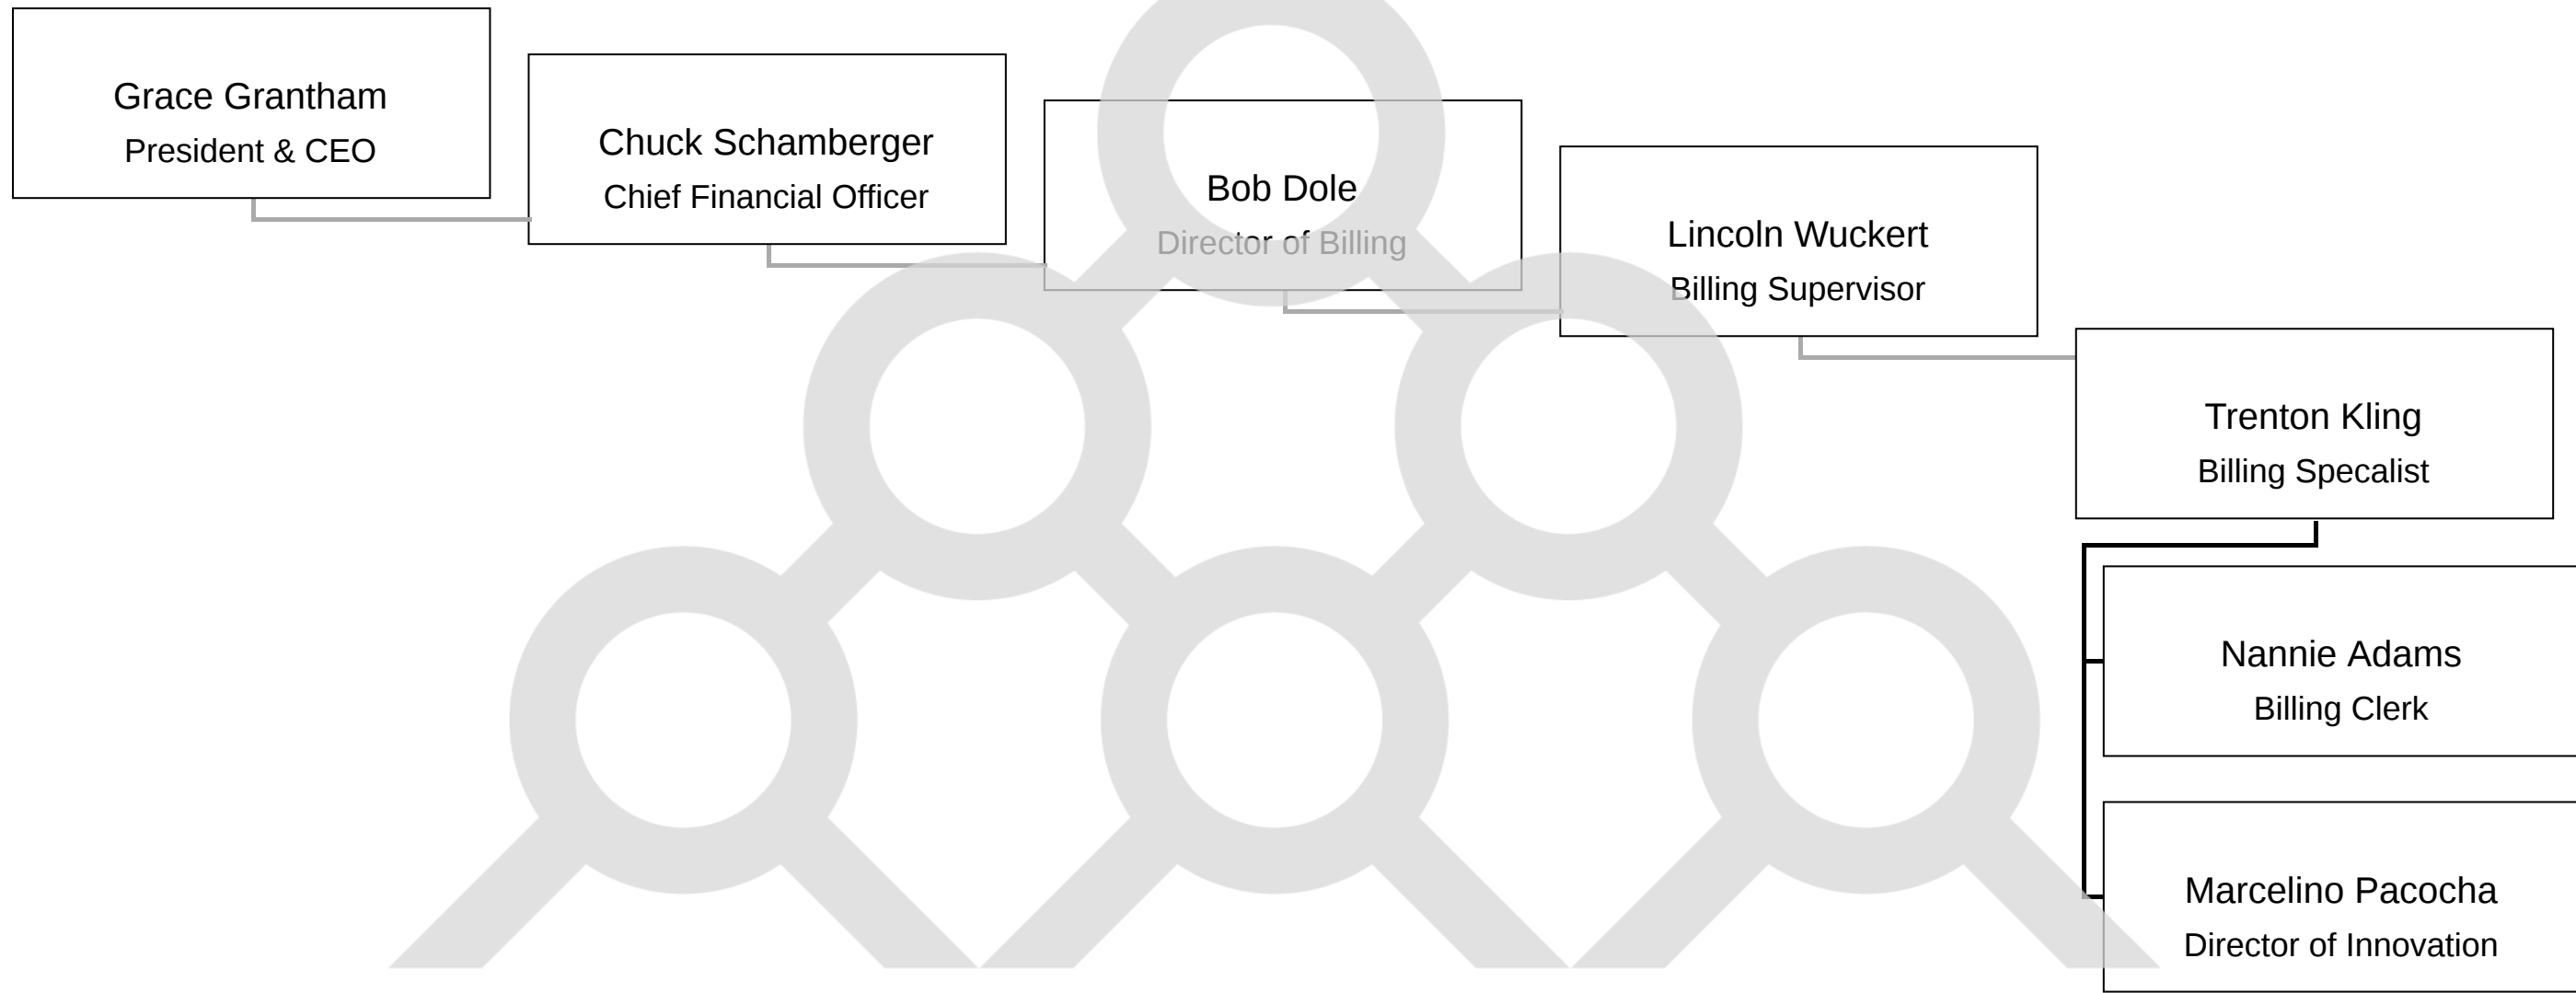 Grace Grantham
President & CEO
Chuck Schamberger
Chief Financial Officer
Bob Dole
Director of Billing
Lincoln Wuckert
Billing Supervisor
Trenton Kling
Billing Specalist
Nannie Adams
Billing Clerk
Marcelino Pacocha
Director of Innovation